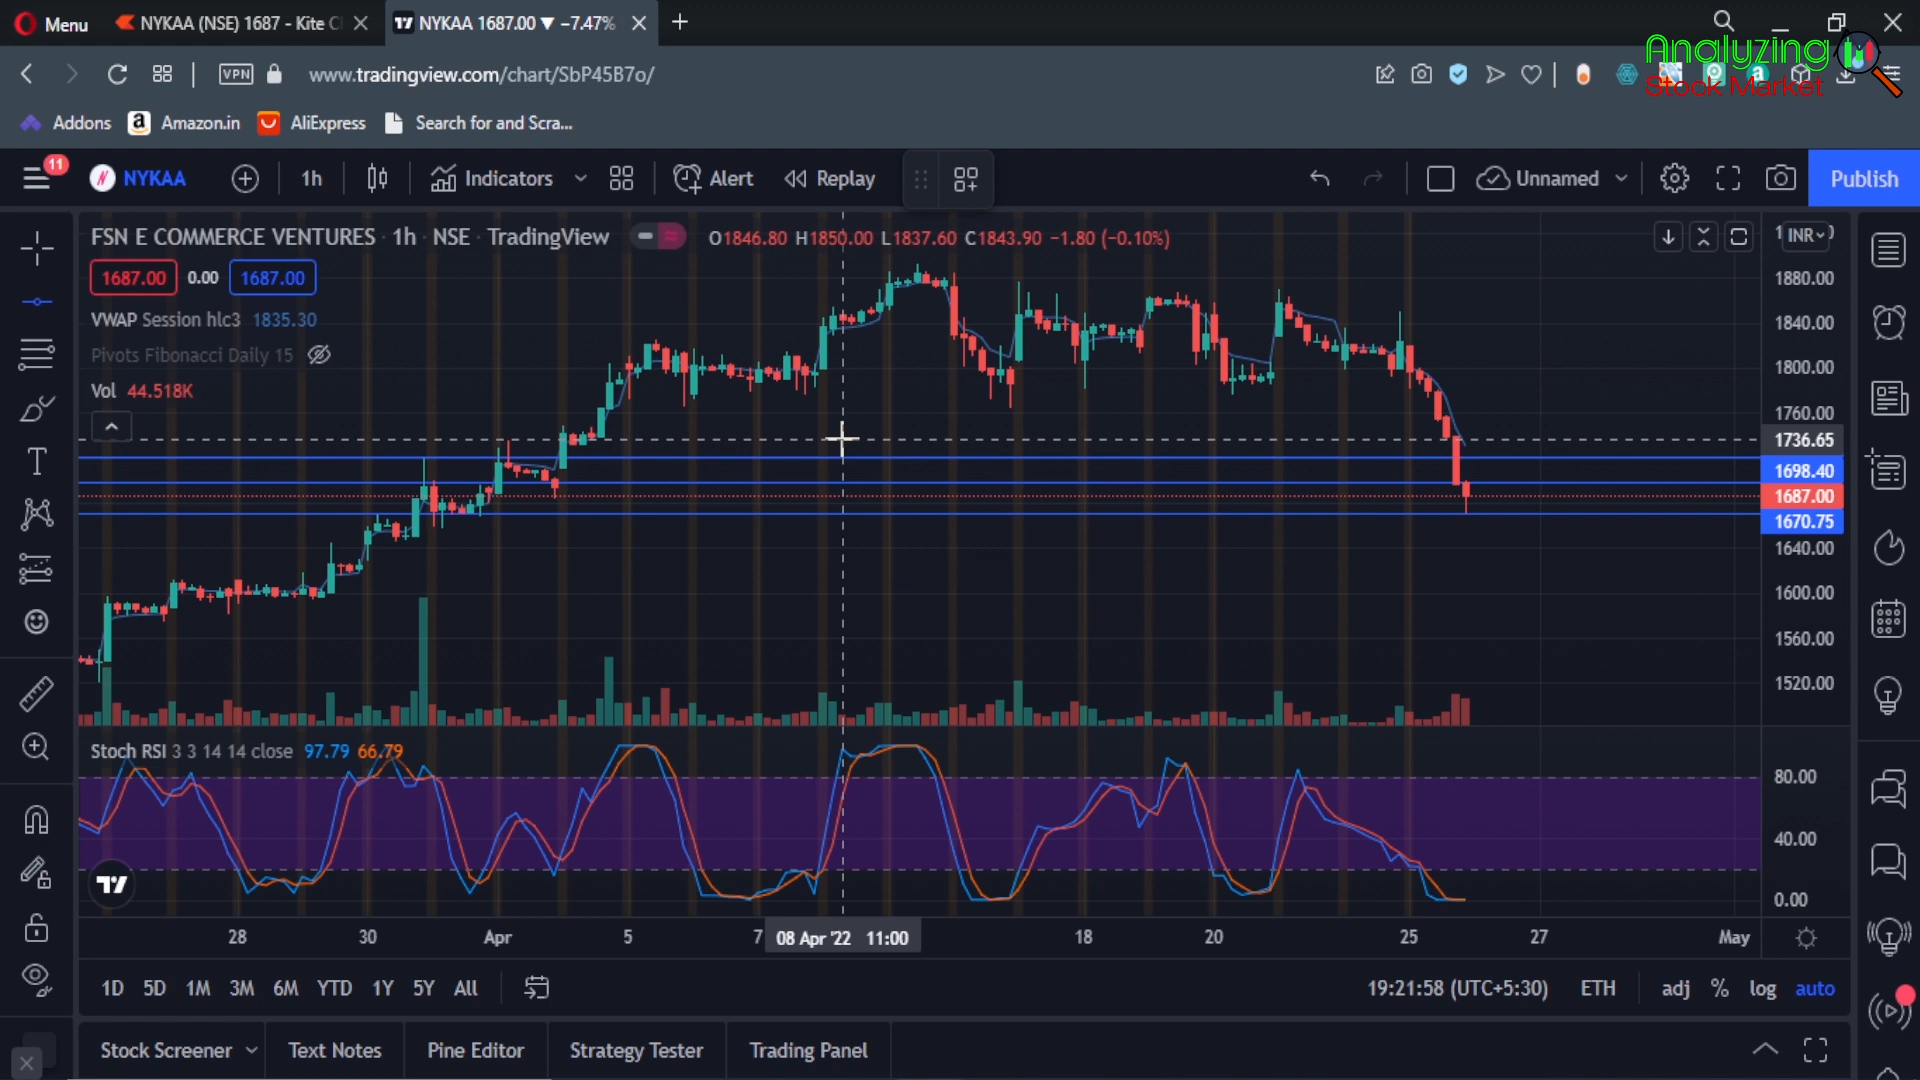 Menu
NYKAA (NSE) 1687 - Kite C
NYKAA 1687.00 ▼ −7.47%
VPN
www.tradingview.com/chart/SbP45B7o/
Analyzing
Stock Market
Addons
Amazon.in
AliExpress
Search for and Scra...
11
NYKAA
1h
Indicators
Alert
Replay
Unnamed
Publish
FSN E COMMERCE VENTURES · 1h · NSE · TradingView
O1846.80 H1850.00 L1837.60 C1843.90 −1.80 (−0.10%)
INR
1687.00 0.00 1687.00
VWAP Session hlc3 1835.30
Pivots Fibonacci Daily 15
Vol 44.518K
1880.00
1840.00
1800.00
1760.00
1736.65
1698.40
1687.00
1670.75
1640.00
1600.00
1560.00
1520.00
Stoch RSI 3 3 14 14 close 97.79 66.79
80.00
40.00
0.00
28 30 Apr 5 7 08 Apr '22 11:00 18 20 25 27 May
1D 5D 1M 3M 6M YTD 1Y 5Y All
19:21:58 (UTC+5:30) ETH adj % log auto
Stock Screener
Text Notes
Pine Editor
Strategy Tester
Trading Panel